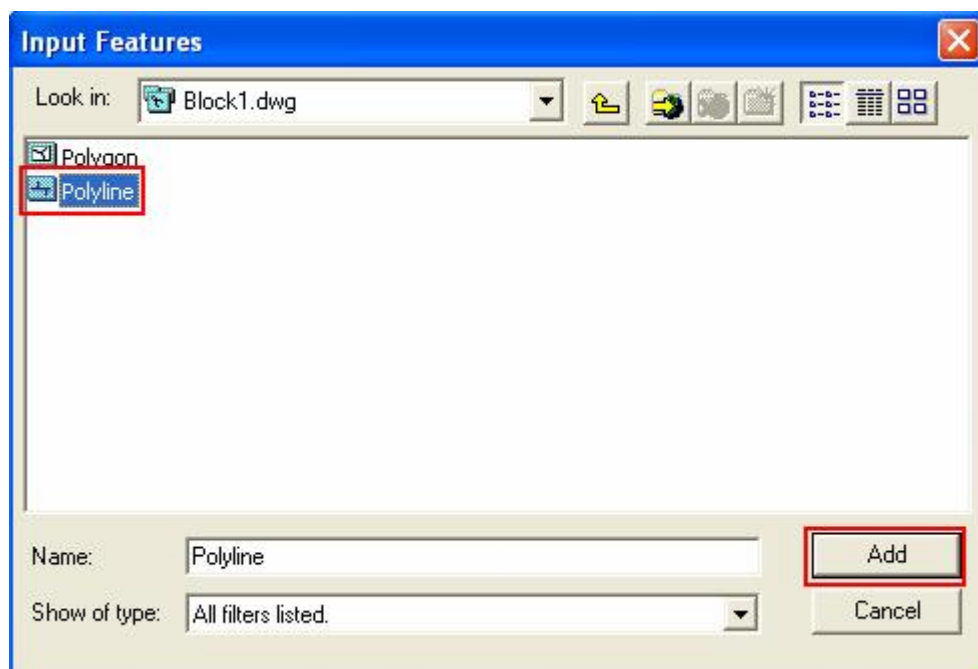 Input Features
Look in: Block1.dwg
Polygon
Polyline
Name: Polyline Add
Show of type: All filters listed. Cancel